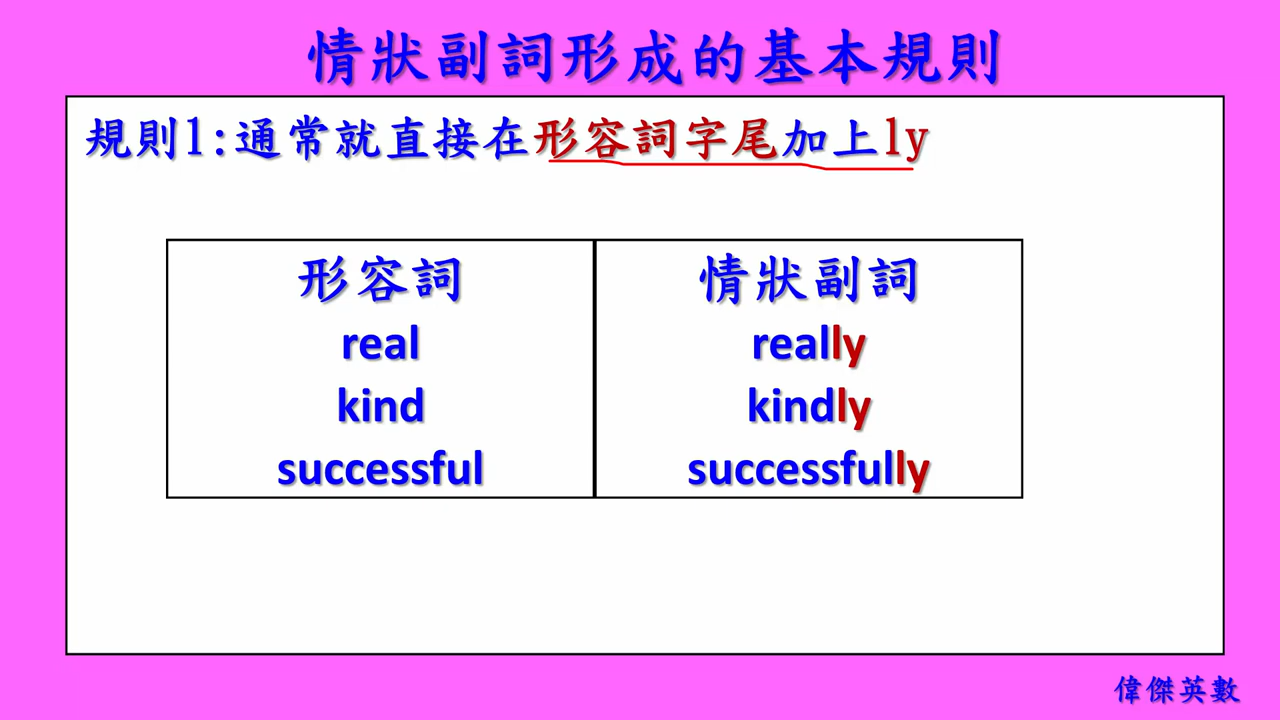 情狀副詞形成的基本規則
規則1:通常就直接在形容詞字尾加上ly
形容詞 情狀副詞
real really
kind kindly
successful successfully
偉傑英數